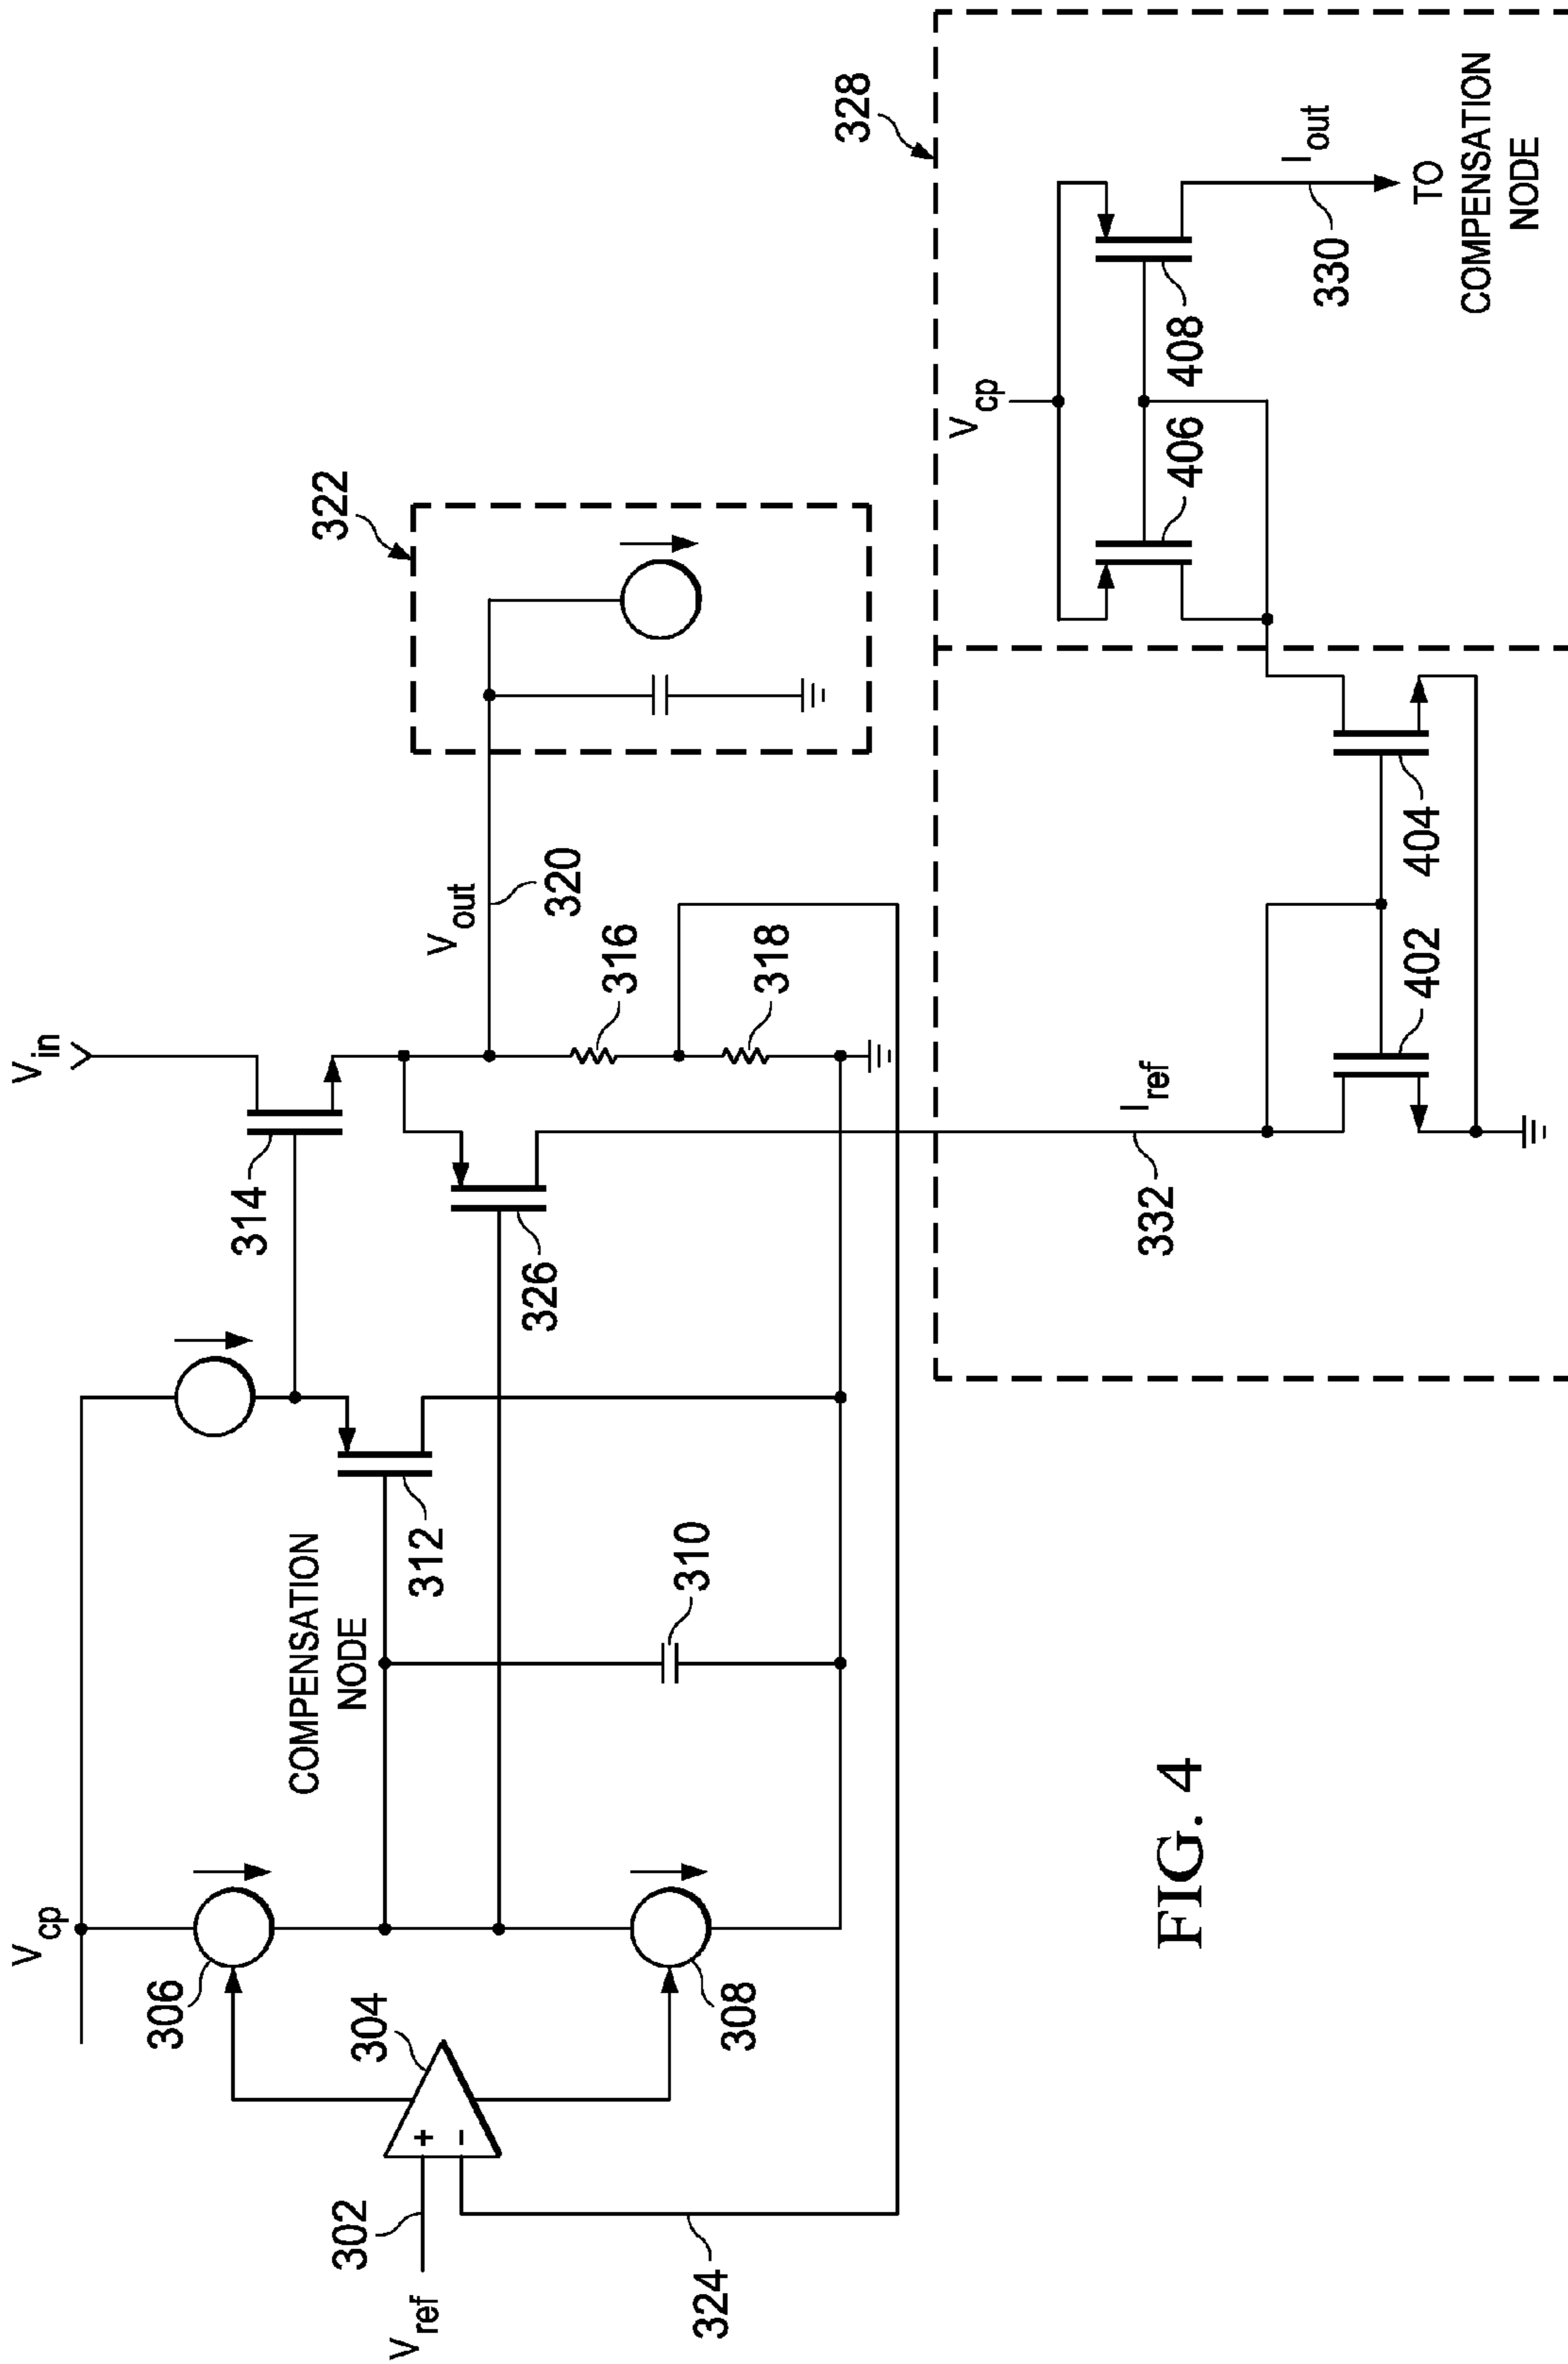 V_cp
V_in
306
304
302
V_ref
308
324
COMPENSATION
NODE
312
310
314
326
V_out
320
316
318
322
I_ref
332
328
V_cp
406
408
I_out
330
TO
COMPENSATION
NODE
402
404
+
-
FIG. 4